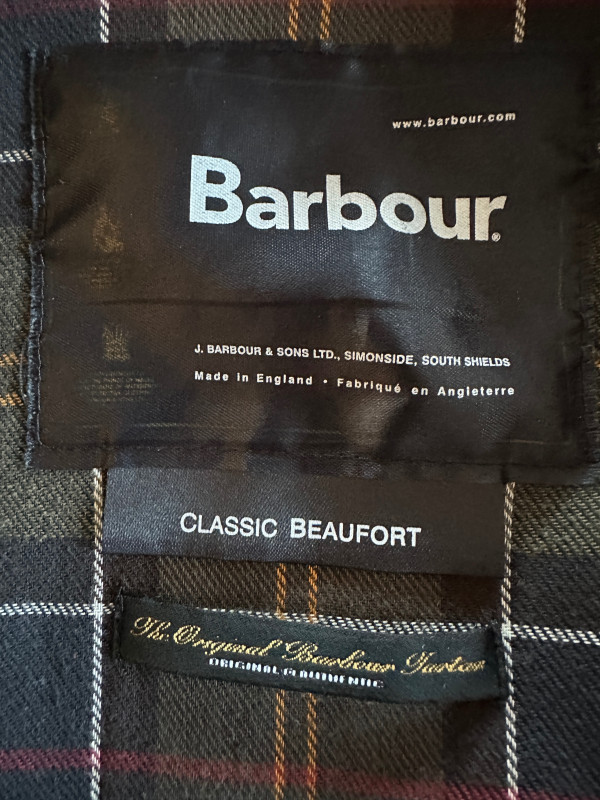 www.barbour.com
Barbour®
J. BARBOUR & SONS LTD., SIMONSIDE, SOUTH SHIELDS
Made in England • Fabriqué en Angleterre
CLASSIC BEAUFORT
The Original Barbour Tartan
ORIGINAL & AUTHENTIC